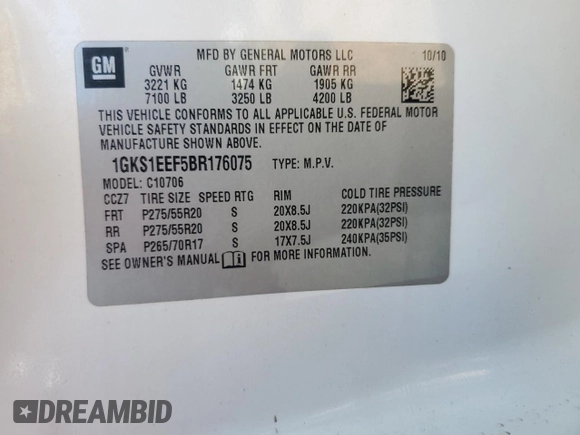 GM
MFD BY GENERAL MOTORS LLC 10/10
GVWR GAWR FRT GAWR RR
3221 KG 1474 KG 1905 KG
7100 LB 3250 LB 4200 LB
THIS VEHICLE CONFORMS TO ALL APPLICABLE U.S. FEDERAL MOTOR
VEHICLE SAFETY STANDARDS IN EFFECT ON THE DATE OF
MANUFACTURE SHOWN ABOVE.
1GKS1EEF5BR176075 TYPE: M.P.V.
MODEL: C10706
CCZ7 TIRE SIZE SPEED RTG RIM COLD TIRE PRESSURE
FRT P275/55R20 S 20X8.5J 220KPA(32PSI)
RR P275/55R20 S 20X8.5J 220KPA(32PSI)
SPA P265/70R17 S 17X7.5J 240KPA(35PSI)
SEE OWNER'S MANUAL FOR MORE INFORMATION.
DREAMBID